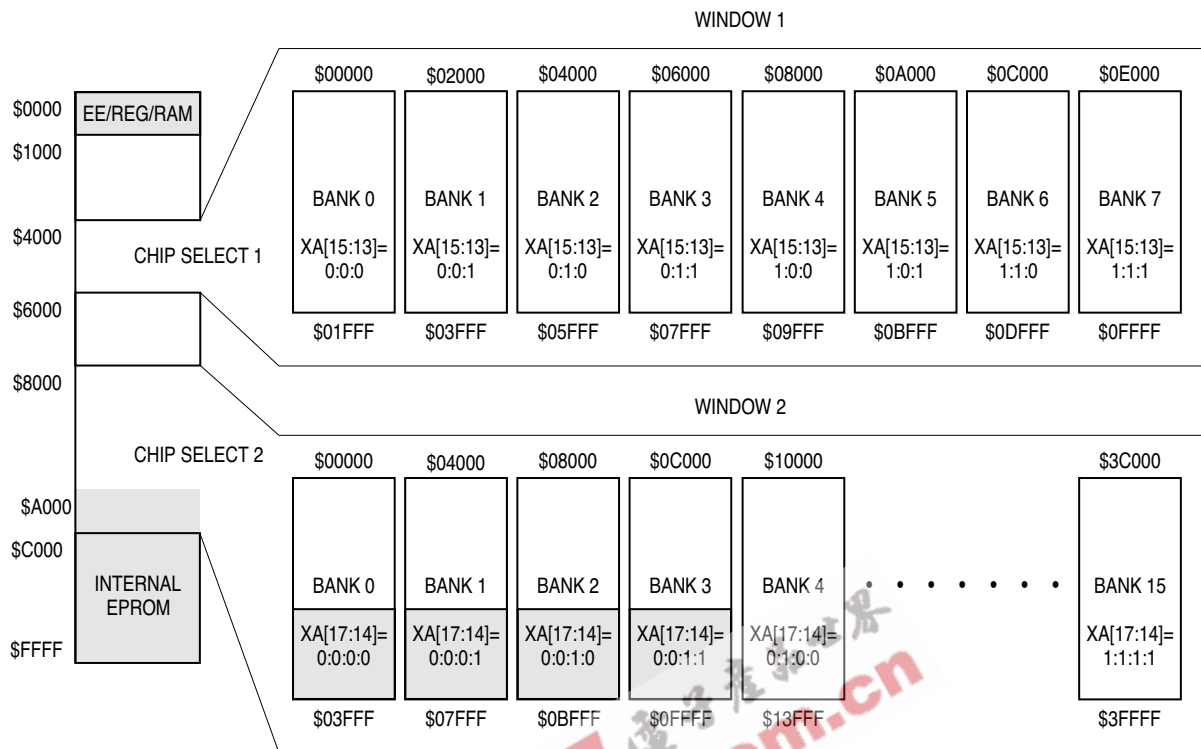 WINDOW 1
$00000 $02000 $04000 $06000 $08000 $0A000 $0C000 $0E000
$0000
EE/REG/RAM
$1000
BANK 0 BANK 1 BANK 2 BANK 3 BANK 4 BANK 5 BANK 6 BANK 7
$4000
CHIP SELECT 1
XA[15:13]= XA[15:13]= XA[15:13]= XA[15:13]= XA[15:13]= XA[15:13]= XA[15:13]= XA[15:13]=
0:0:0 0:0:1 0:1:0 0:1:1 1:0:0 1:0:1 1:1:0 1:1:1
$6000
$01FFF $03FFF $05FFF $07FFF $09FFF $0BFFF $0DFFF $0FFFF
$8000
WINDOW 2
CHIP SELECT 2
$00000 $04000 $08000 $0C000 $10000 $3C000
$A000
$C000
INTERNAL
EPROM
BANK 0 BANK 1 BANK 2 BANK 3 BANK 4 . . . . . . . BANK 15
XA[17:14]= XA[17:14]= XA[17:14]= XA[17:14]= XA[17:14]= XA[17:14]=
0:0:0:0 0:0:0:1 0:0:1:0 0:0:1:1 0:1:0:0 1:1:1:1
$FFFF
$03FFF $07FFF $0BFFF $0FFFF $13FFF $3FFFF
电子产品世界
.com.cn